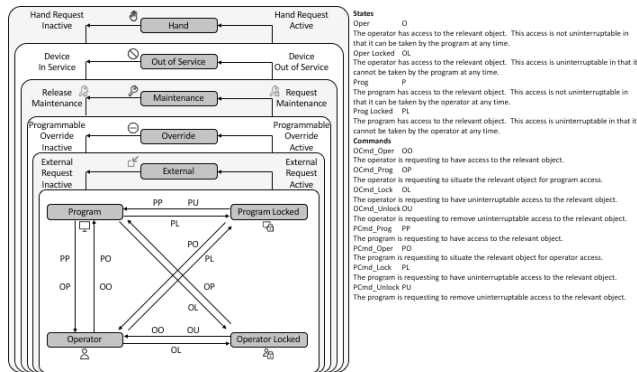 Hand Request
Inactive
Hand
Hand Request
Active
Device
In Service
Out of Service
Device
Out of Service
Release
Maintenance
Maintenance
Request
Maintenance
Programmable
Override
Inactive
Override
Programmable
Override
Active
External
Request
Inactive
External
External
Request
Active
Program
PP PU
PL
Program Locked
PP
PO
PO
PL
OP
OO
OP
OL
Operator
OO OU
OL
Operator Locked
States
Oper O
The operator has access to the relevant object. This access is not uninterruptable in
that it can be taken by the program at any time.
Oper Locked OL
The operator has access to the relevant object. This access is uninterruptable in that it
cannot be taken by the program at any time.
Prog P
The program has access to the relevant object. This access is not uninterruptable in
that it can be taken by the operator at any time.
Prog Locked PL
The program has access to the relevant object. This access is uninterruptable in that it
cannot be taken by the operator at any time.
Commands
OCmd_Oper OO
The operator is requesting to have access to the relevant object.
OCmd_Prog OP
The operator is requesting to situate the relevant object for program access.
OCmd_Lock OL
The operator is requesting to have uninterruptable access to the relevant object.
OCmd_Unlock OU
The operator is requesting to remove uninterruptable access to the relevant object.
PCmd_Prog PP
The program is requesting to have access to the relevant object.
PCmd_Oper PO
The program is requesting to situate the relevant object for operator access.
PCmd_Lock PL
The program is requesting to have uninterruptable access to the relevant object.
PCmd_Unlock PU
The program is requesting to remove uninterruptable access to the relevant object.